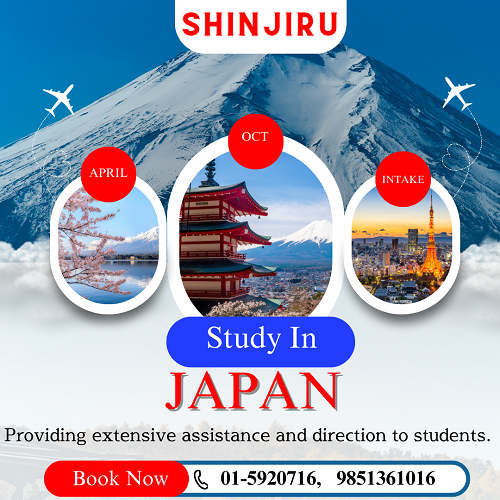 SHINJIRU
OCT
APRIL
INTAKE
Study In
JAPAN
Providing extensive assistance and direction to students.
Book Now 01-5920716, 9851361016